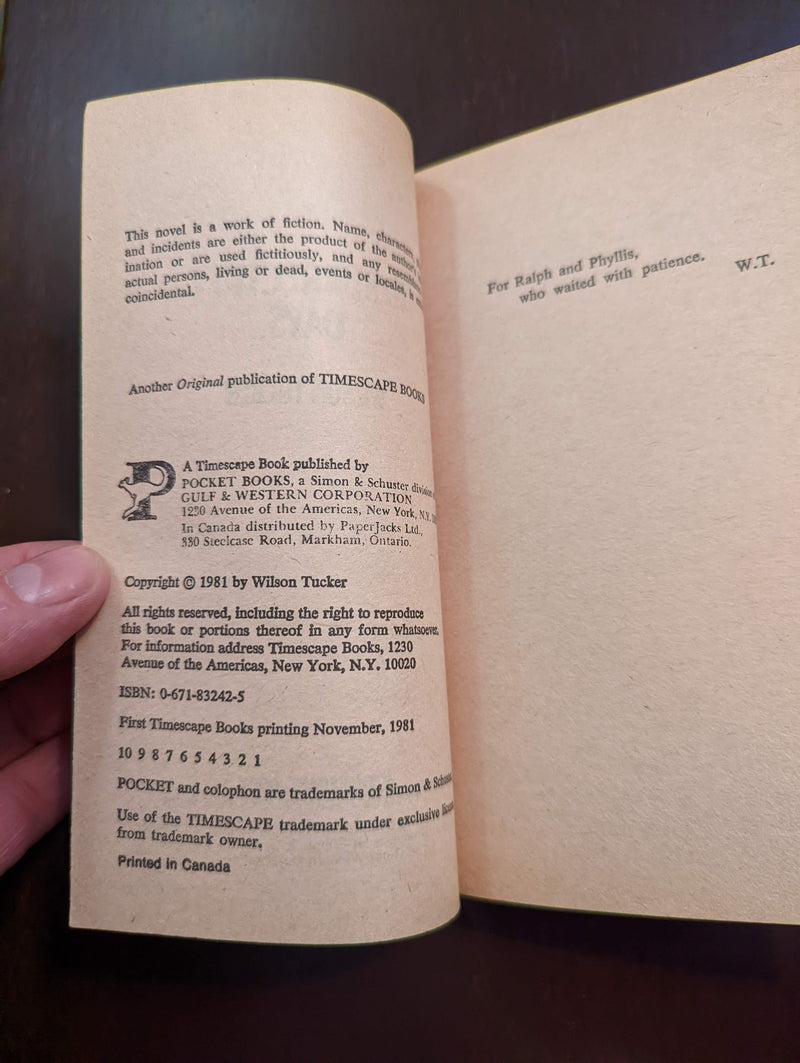 This novel is a work of fiction. Name, character,
and incidents are either the product of the author,
ination or are used fictitiously, and any
actual persons, living or dead, events or locales, is
coincidental.
Another Original publication of TIMESCAPE BOOKS
A Timescape Book published by
POCKET BOOKS, a Simon & Schuster division
GULF & WESTERN CORPORATION
1230 Avenue of the Americas, New York, N.Y.
In Canada distributed by PaperJacks Ltd.,
330 Steelcase Road, Markham, Ontario.
Copyright © 1981 by Wilson Tucker
All rights reserved, including the right to reproduce
this book or portions thereof in any form whatsoever.
For information address Timescape Books, 1230
Avenue of the Americas, New York, N.Y. 10020
ISBN: 0-671-83242-5
First Timescape Books printing November, 1981
10 9 8 7 6 5 4 3 2 1
POCKET and colophon are trademarks of Simon &
Use of the TIMESCAPE trademark under exclusive
from trademark owner.
Printed in Canada
For Ralph and Phyllis,
who waited with patience.
W.T.